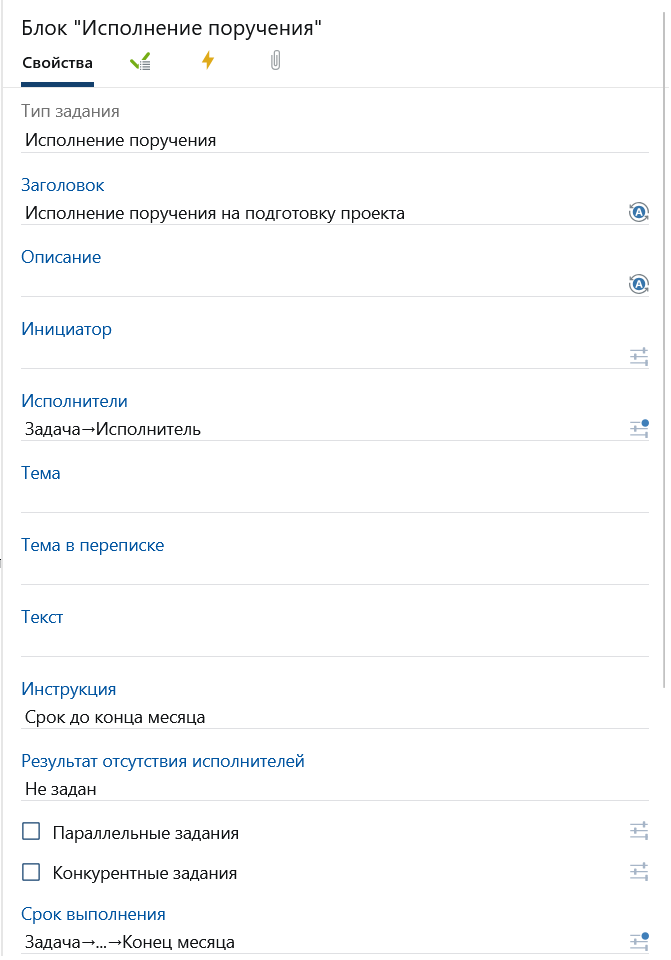 Блок "Исполнение поручения"
Свойства
Тип задания
Исполнение поручения
Заголовок
Исполнение поручения на подготовку проекта
A
Описание
A
Инициатор
Исполнители
Задача→Исполнитель
Тема
Тема в переписке
Текст
Инструкция
Срок до конца месяца
Результат отсутствия исполнителей
Не задан
Параллельные задания
Конкурентные задания
Срок выполнения
Задача→...→Конец месяца